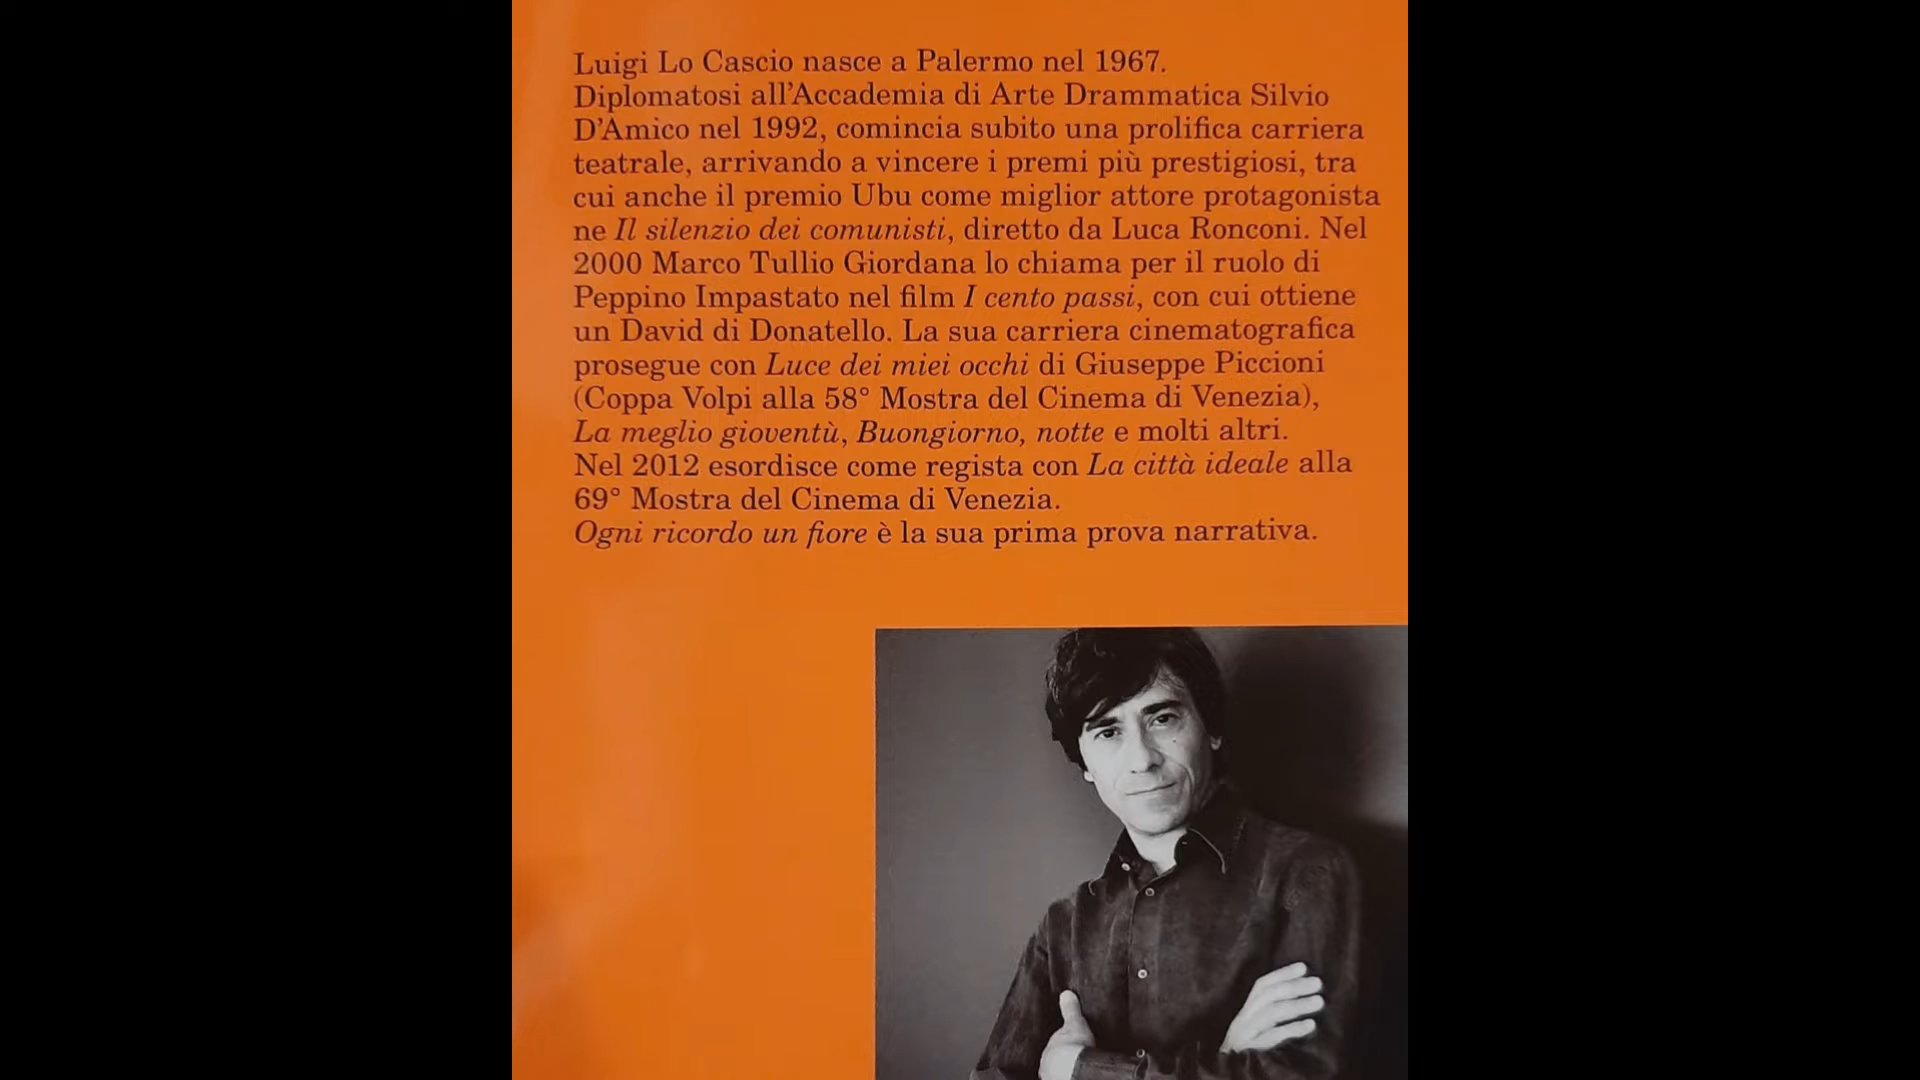 Luigi Lo Cascio nasce a Palermo nel 1967.
Diplomatosi all’Accademia di Arte Drammatica Silvio
D’Amico nel 1992, comincia subito una prolifica carriera
teatrale, arrivando a vincere i premi più prestigiosi, tra
cui anche il premio Ubu come miglior attore protagonista
ne Il silenzio dei comunisti, diretto da Luca Ronconi. Nel
2000 Marco Tullio Giordana lo chiama per il ruolo di
Peppino Impastato nel film I cento passi, con cui ottiene
un David di Donatello. La sua carriera cinematografica
prosegue con Luce dei miei occhi di Giuseppe Piccioni
(Coppa Volpi alla 58° Mostra del Cinema di Venezia),
La meglio gioventù, Buongiorno, notte e molti altri.
Nel 2012 esordisce come regista con La città ideale alla
69° Mostra del Cinema di Venezia.
Ogni ricordo un fiore è la sua prima prova narrativa.